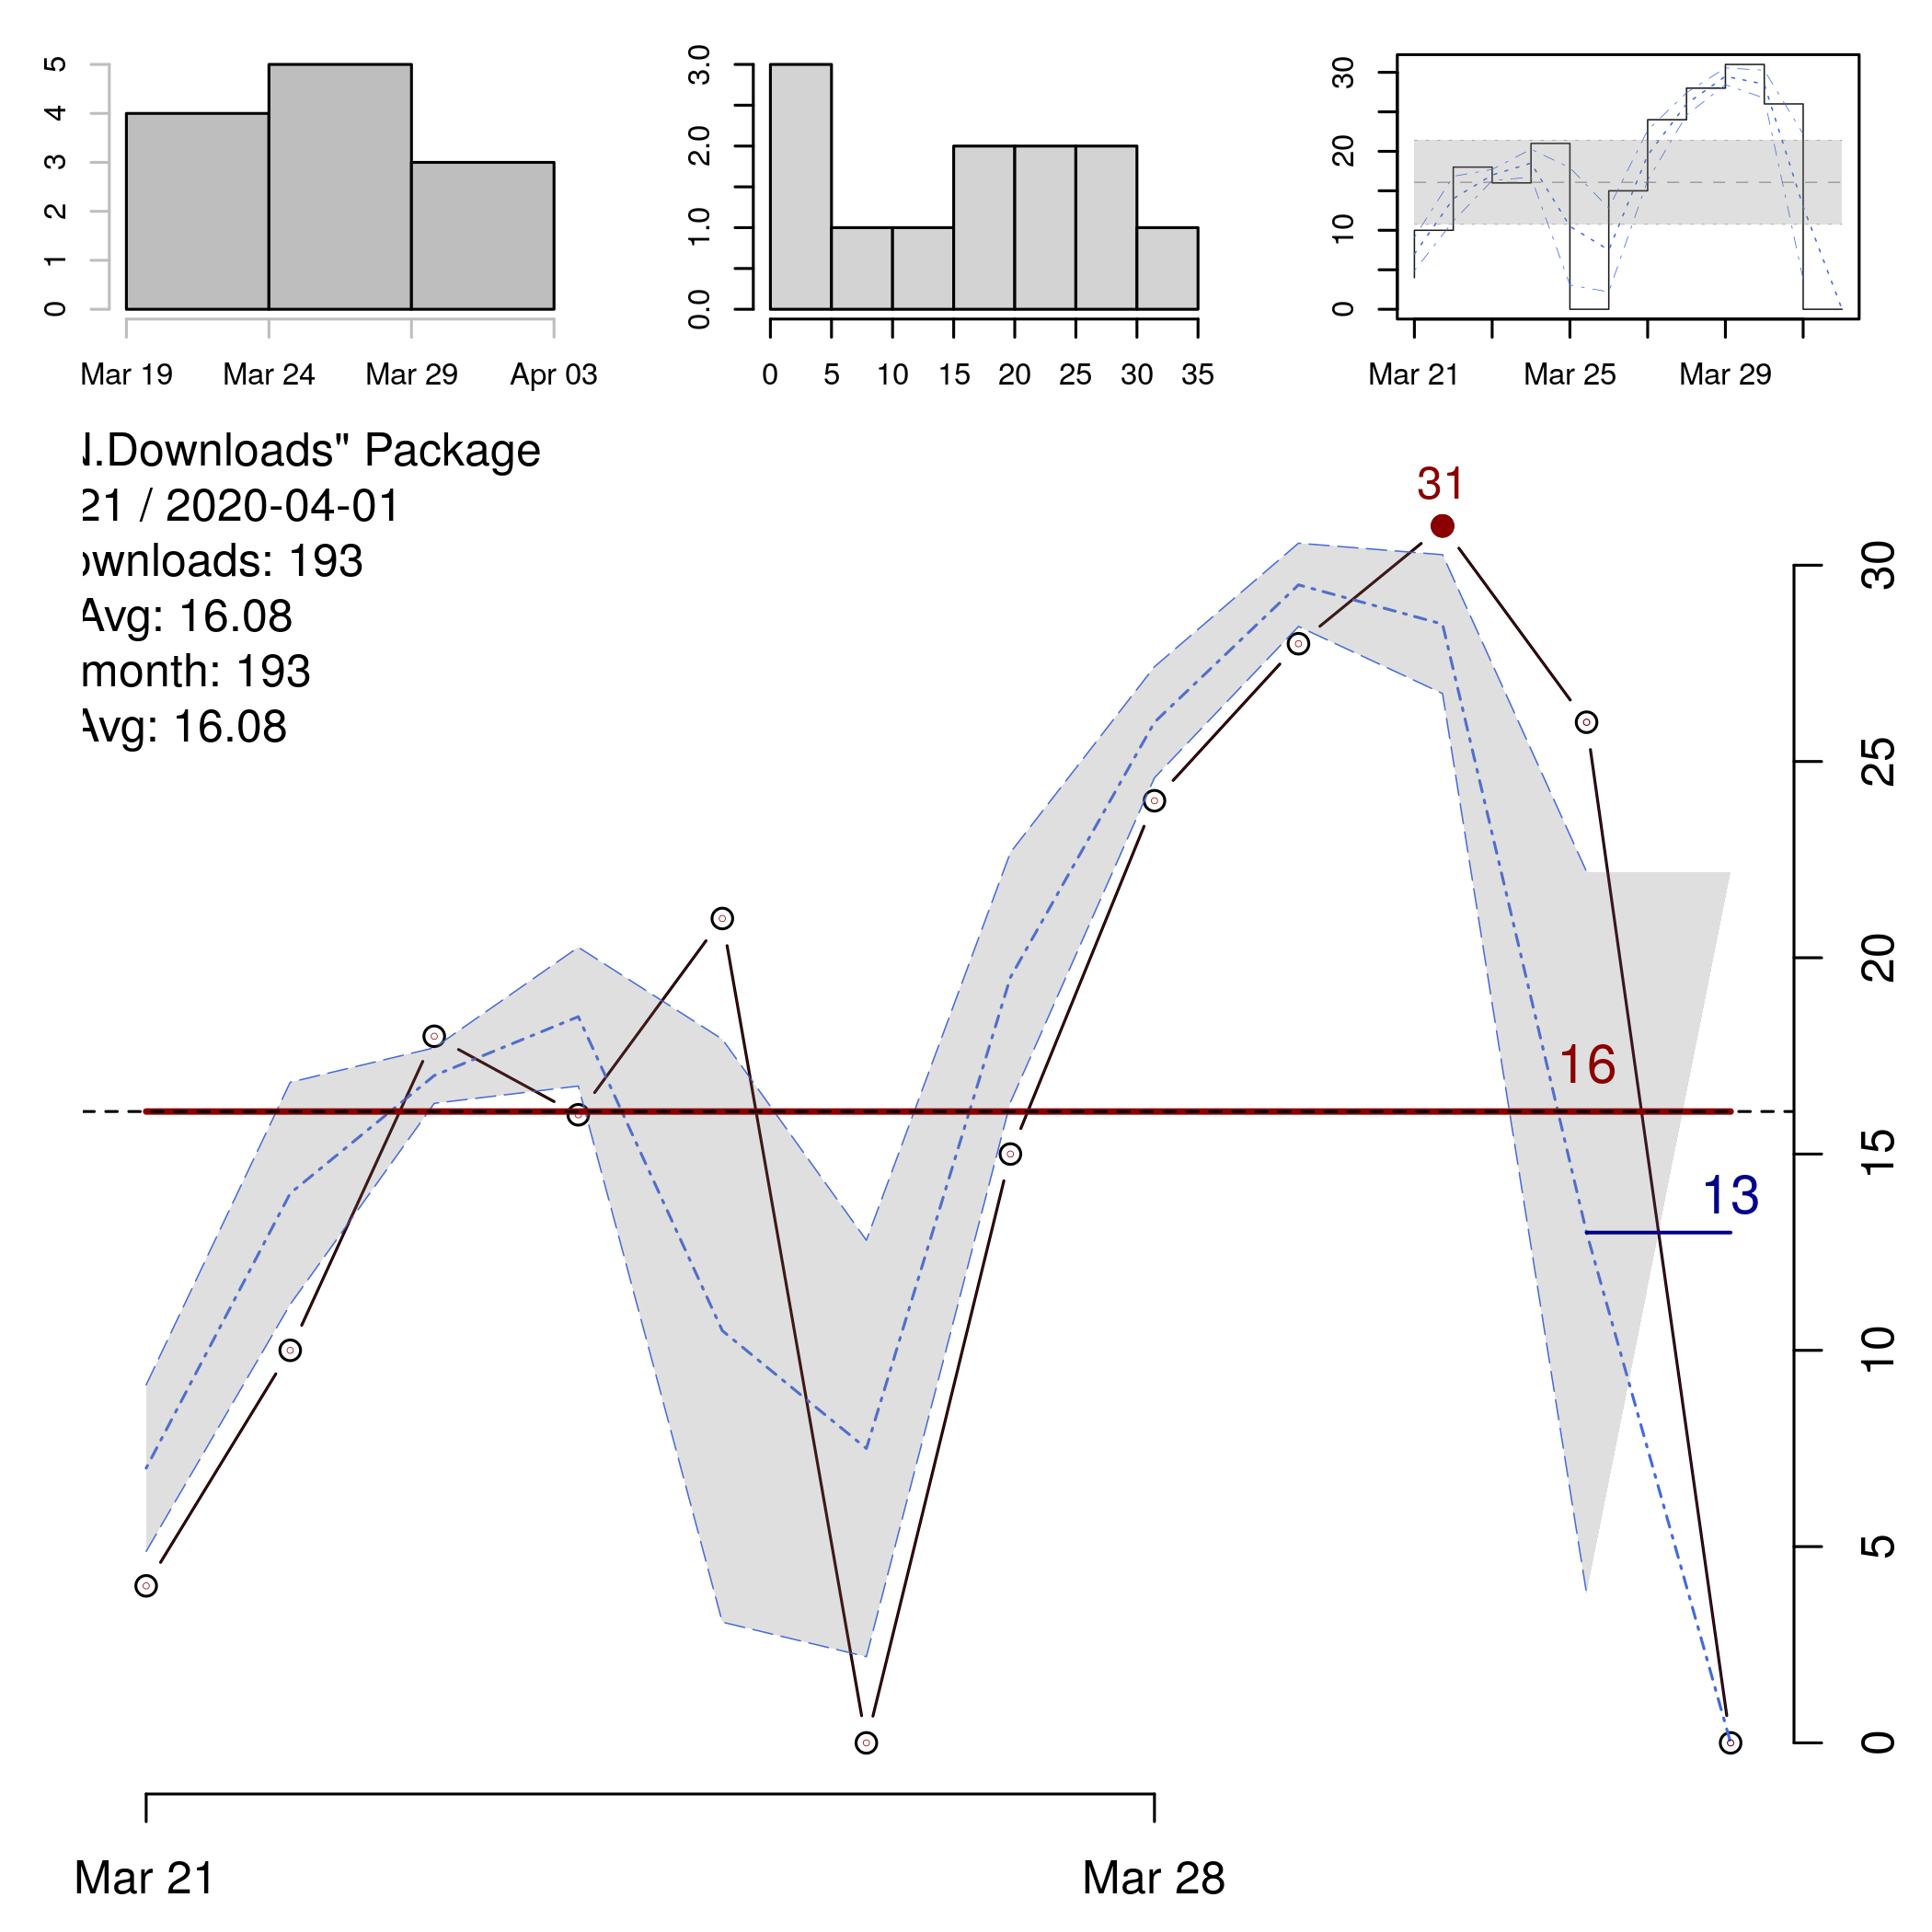 5
4
3
2
1
0
Mar 19 Mar 24 Mar 29 Apr 03
3.0
2.0
1.0
0.0
0 5 10 15 20 25 30 35
30
20
10
0
Mar 21 Mar 25 Mar 29
.Downloads" Package
21 / 2020-04-01
ownloads: 193
Avg: 16.08
month: 193
Avg: 16.08
31
16
13
30
25
20
15
10
5
0
Mar 21 Mar 28